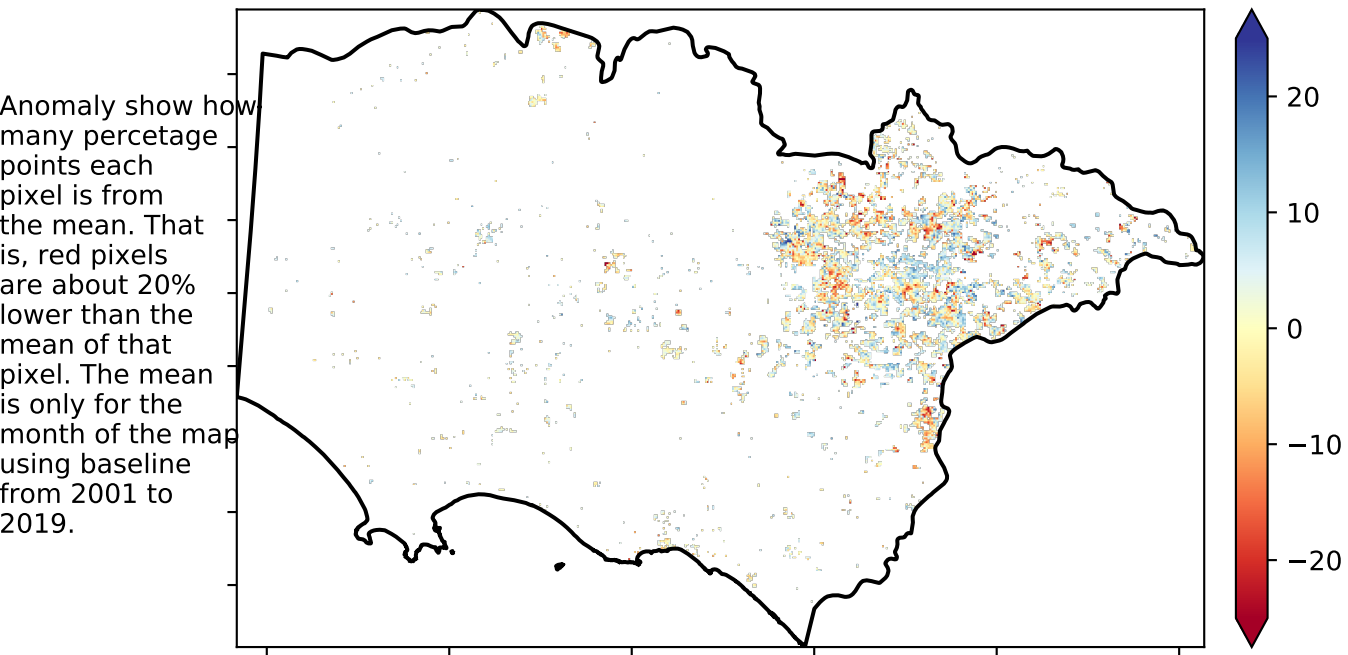 Anomaly show how
many percetage
points each
pixel is from
the mean. That
is, red pixels
are about 20%
lower than the
mean of that
pixel. The mean
is only for the
month of the map
using baseline
from 2001 to
2019.
20
10
0
−10
−20